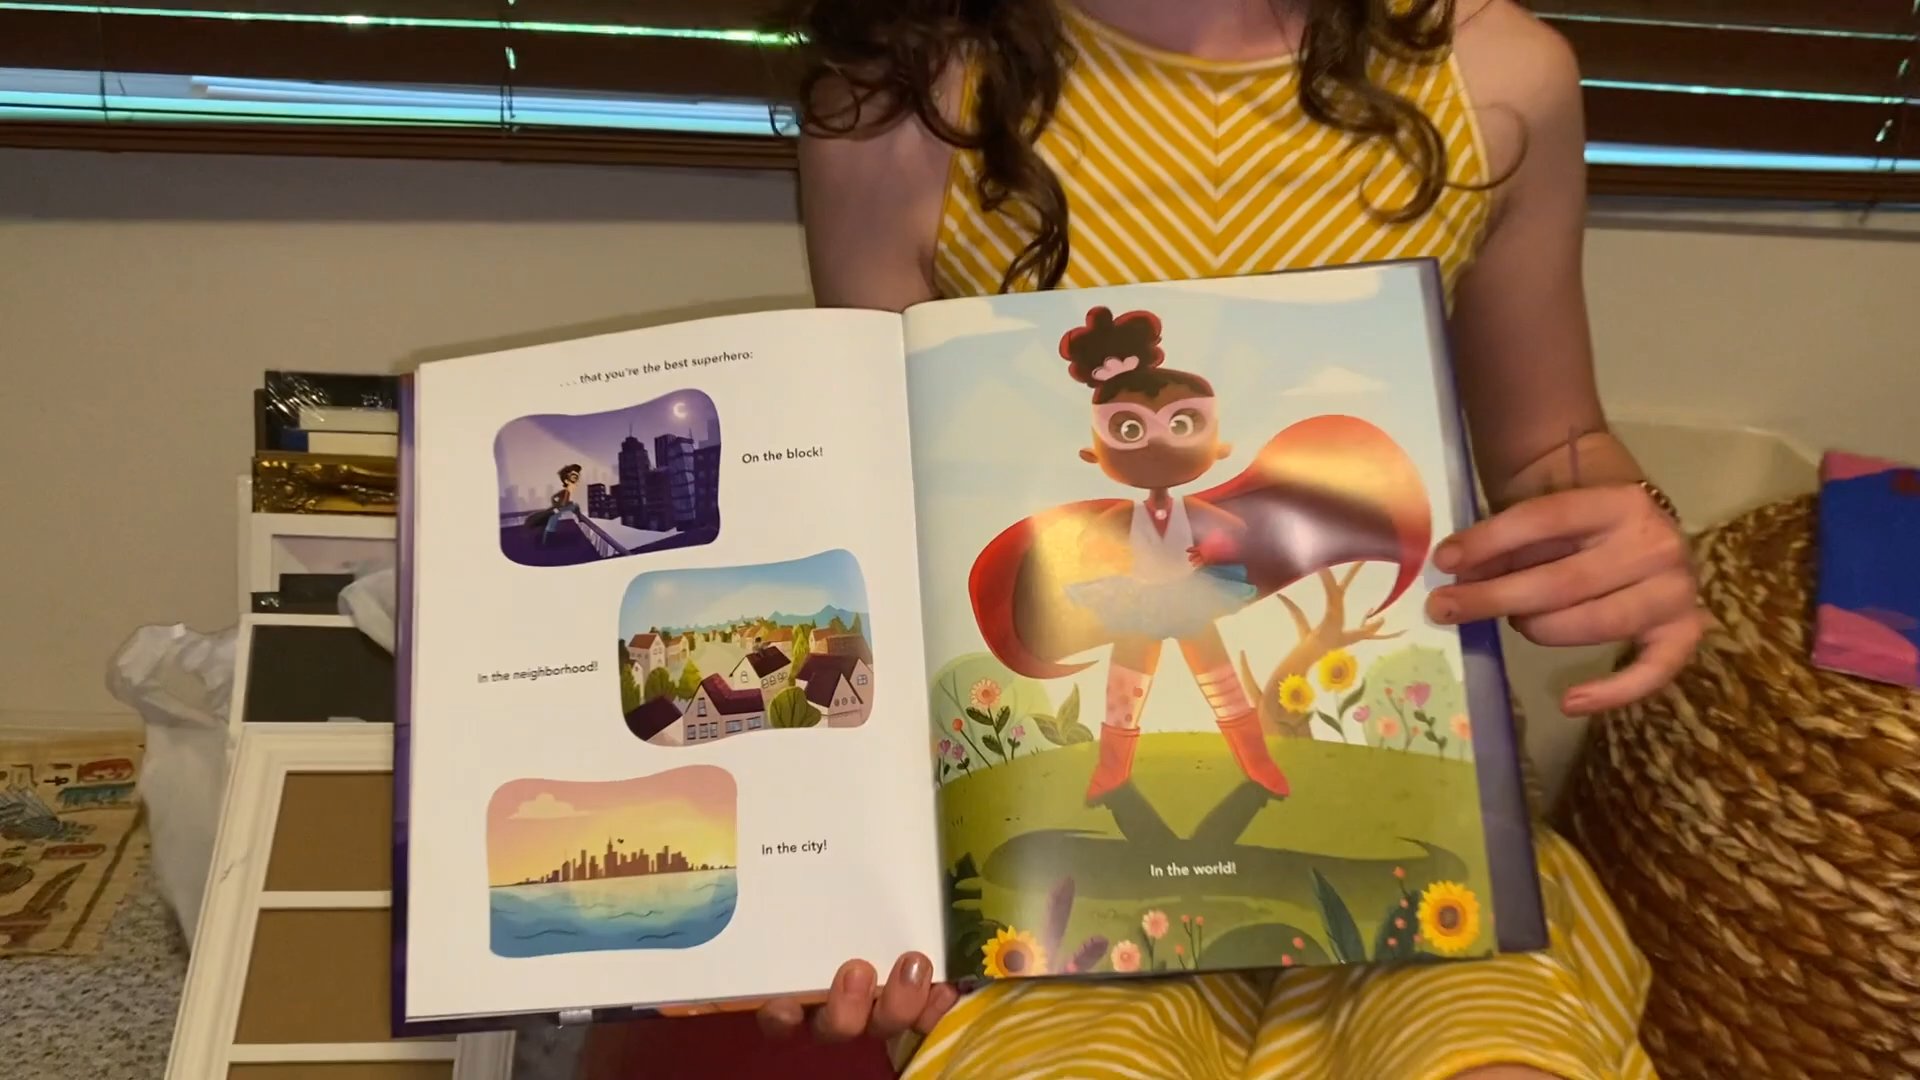 ...that you're the best superhero:
On the block!
In the neighborhood!
In the city!
In the world!